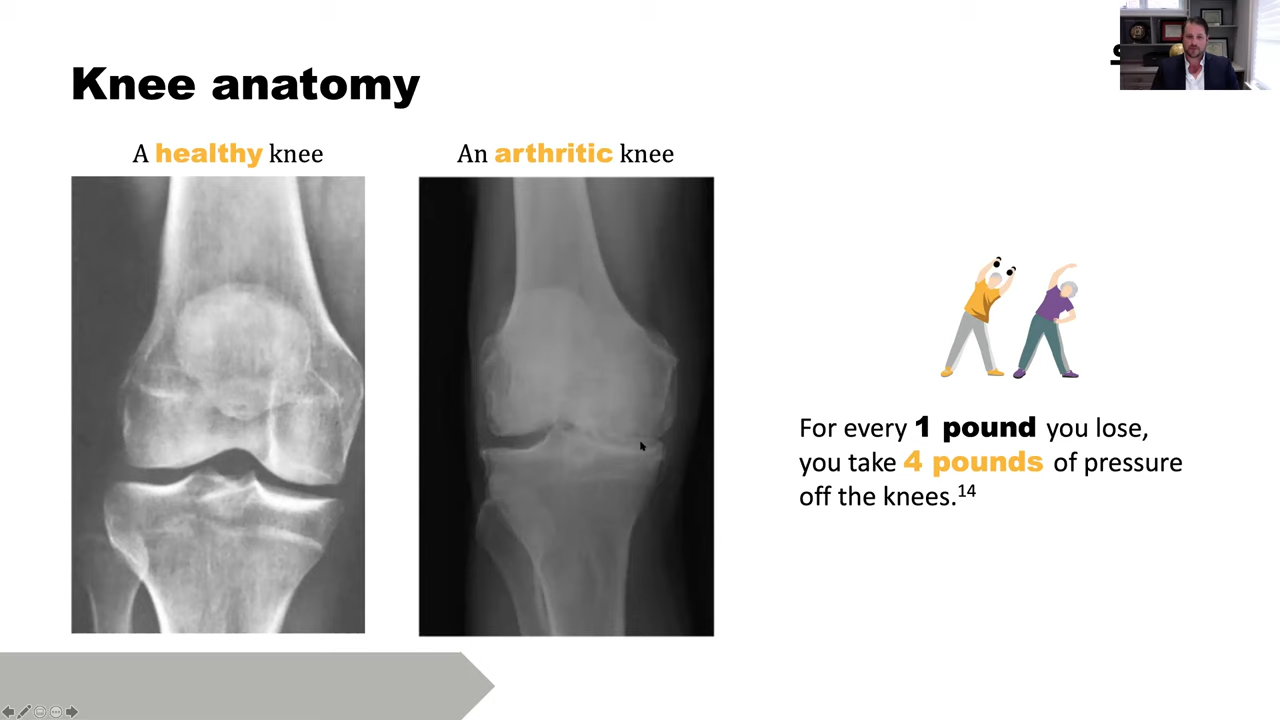 Knee anatomy
A healthy knee
An arthritic knee
For every 1 pound you lose,
you take 4 pounds of pressure
off the knees.14